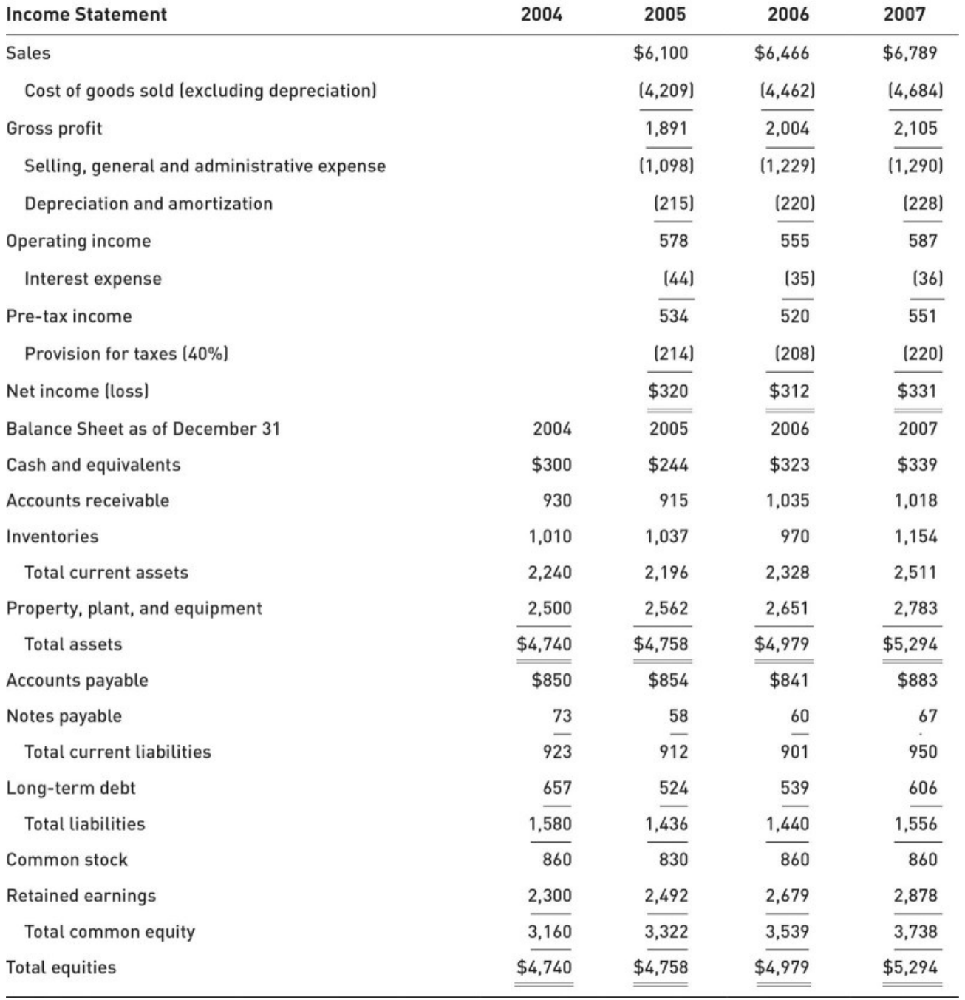 Income Statement 2004 2005 2006 2007
Sales $6,100 $6,466 $6,789
Cost of goods sold (excluding depreciation) (4,209) (4,462) (4,684)
Gross profit 1,891 2,004 2,105
Selling, general and administrative expense (1,098) (1,229) (1,290)
Depreciation and amortization (215) (220) (228)
Operating income 578 555 587
Interest expense (44) (35) (36)
Pre-tax income 534 520 551
Provision for taxes (40%) (214) (208) (220)
Net income (loss) $320 $312 $331
Balance Sheet as of December 31 2004 2005 2006 2007
Cash and equivalents $300 $244 $323 $339
Accounts receivable 930 915 1,035 1,018
Inventories 1,010 1,037 970 1,154
Total current assets 2,240 2,196 2,328 2,511
Property, plant, and equipment 2,500 2,562 2,651 2,783
Total assets $4,740 $4,758 $4,979 $5,294
Accounts payable $850 $854 $841 $883
Notes payable 73 58 60 67
Total current liabilities 923 912 901 950
Long-term debt 657 524 539 606
Total liabilities 1,580 1,436 1,440 1,556
Common stock 860 830 860 860
Retained earnings 2,300 2,492 2,679 2,878
Total common equity 3,160 3,322 3,539 3,738
Total equities $4,740 $4,758 $4,979 $5,294